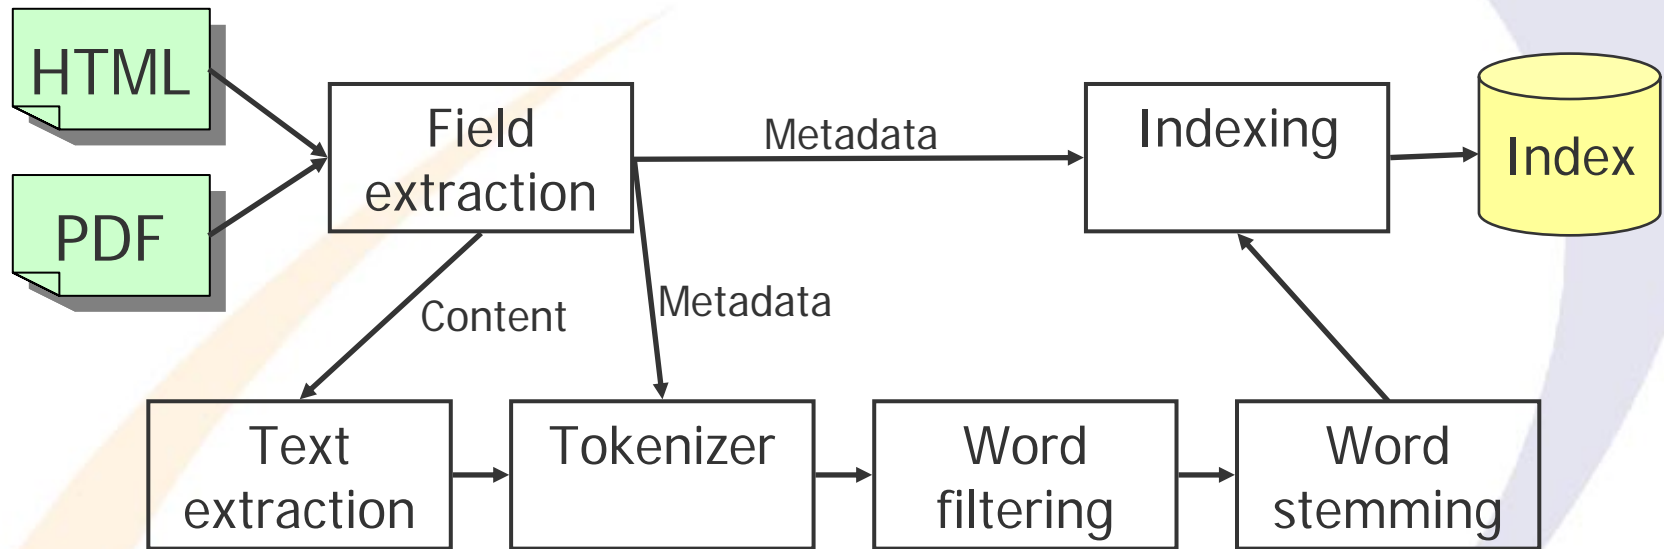 HTML
PDF
Field
extraction
Metadata
Indexing
Index
Content
Metadata
Text
extraction
Tokenizer
Word
filtering
Word
stemming